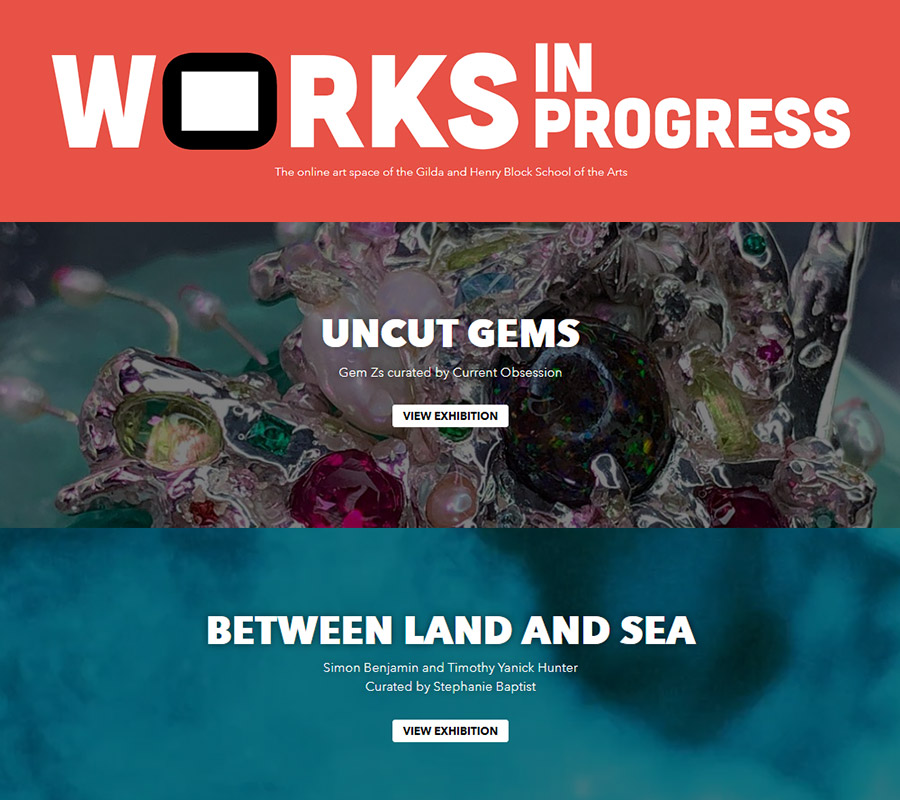 WORKS IN PROGRESS
The online art space of the Gilda and Henry Block School of the Arts
UNCUT GEMS
Gem Zs curated by Current Obsession
VIEW EXHIBITION
BETWEEN LAND AND SEA
Simon Benjamin and Timothy Yanick Hunter
Curated by Stephanie Baptist
VIEW EXHIBITION